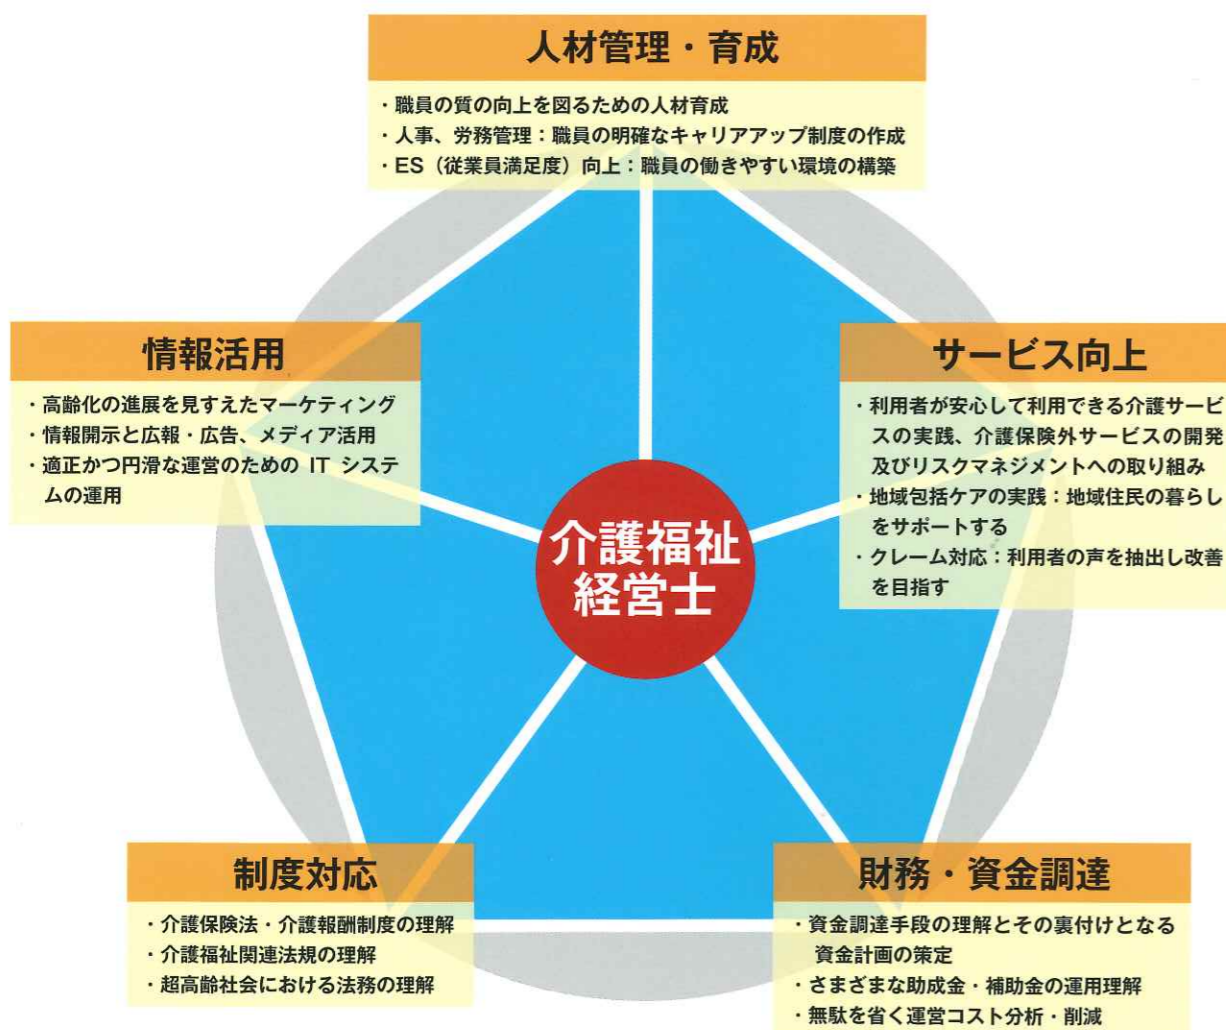 人材管理・育成
・職員の質の向上を図るための人材育成
・人事、労務管理：職員の明確なキャリアアップ制度の作成
・ES（従業員満足度）向上：職員の働きやすい環境の構築
情報活用
・高齢化の進展を見すえたマーケティング
・情報開示と広報・広告、メディア活用
・適正かつ円滑な運営のための IT システ
ムの運用
サービス向上
・利用者が安心して利用できる介護サービ
スの実践、介護保険外サービスの開発
及びリスクマネジメントへの取り組み
・地域包括ケアの実践：地域住民の暮らし
をサポートする
・クレーム対応：利用者の声を抽出し改善
を目指す
介護福祉
経営士
制度対応
・介護保険法・介護報酬制度の理解
・介護福祉関連法規の理解
・超高齢社会における法務の理解
財務・資金調達
・資金調達手段の理解とその裏付けとなる
資金計画の策定
・さまざまな助成金・補助金の運用理解
・無駄を省く運営コスト分析・削減